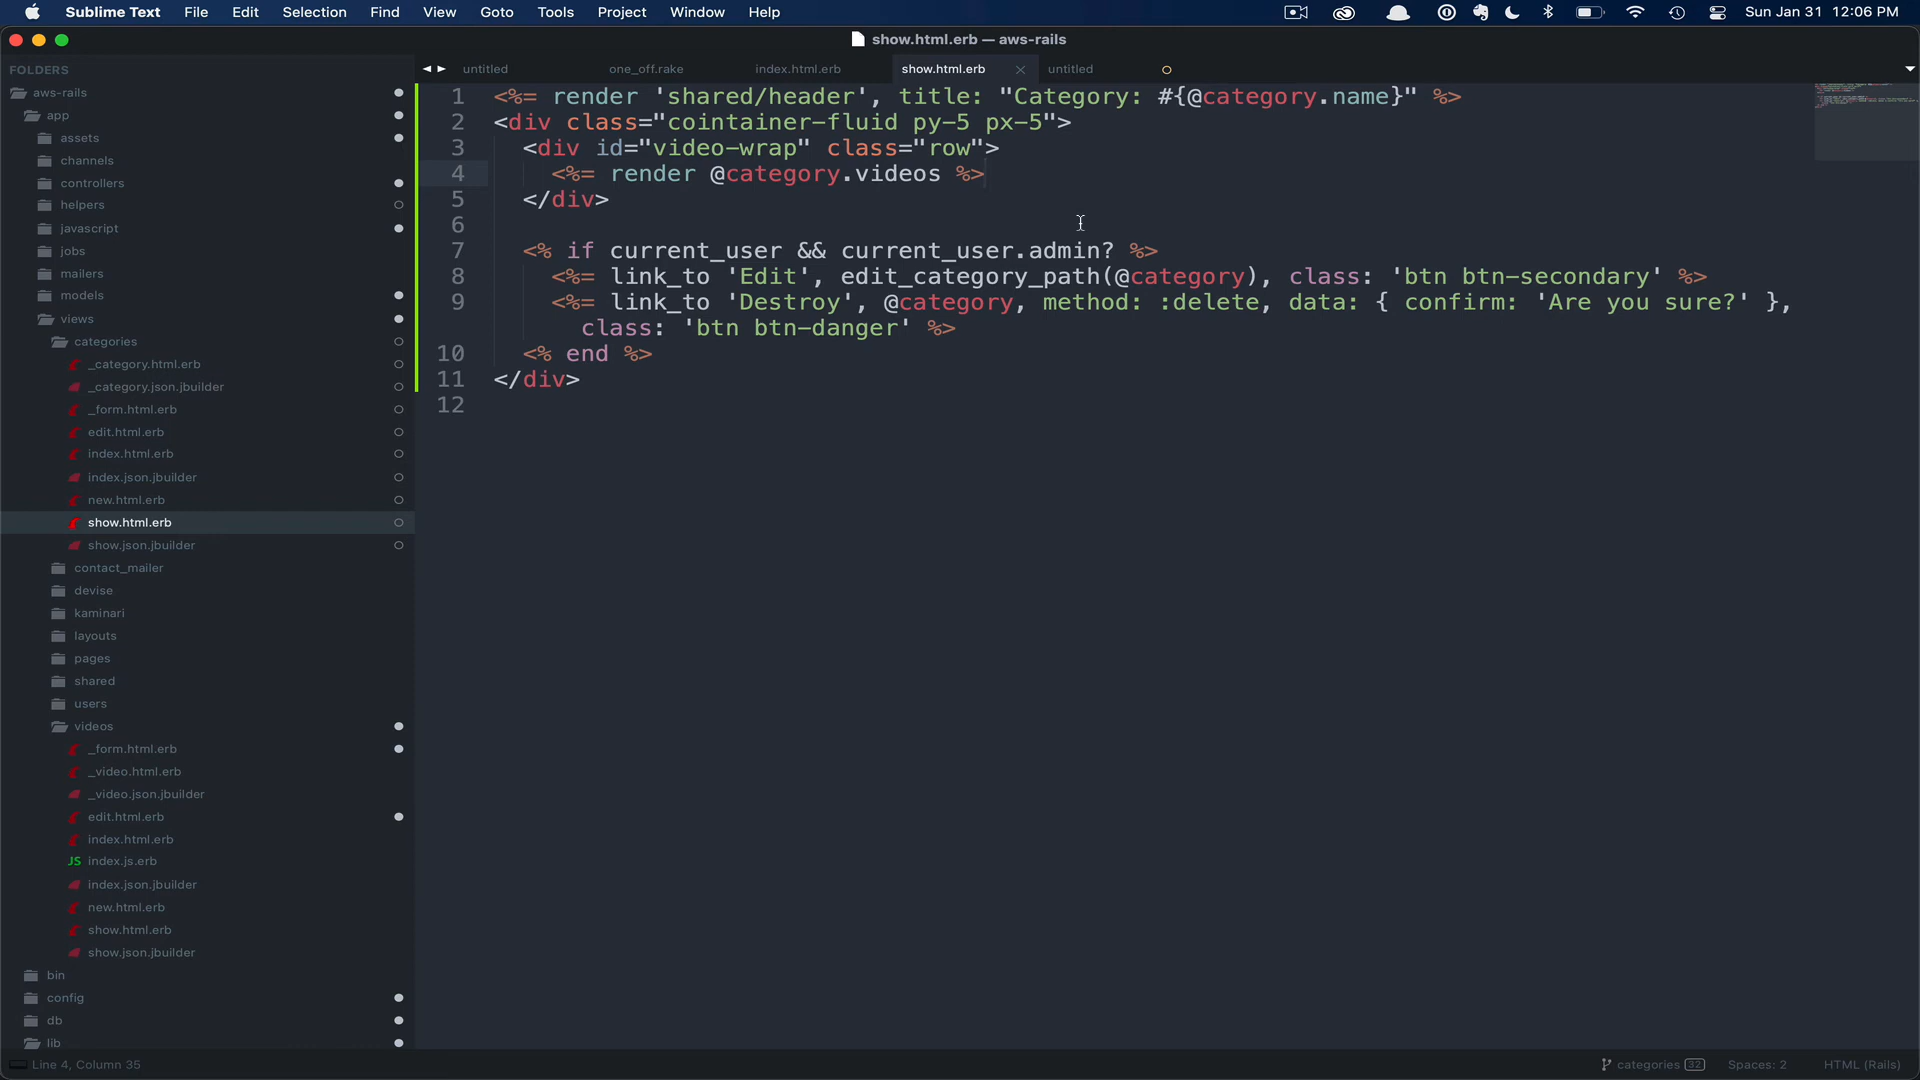 Sublime Text File Edit Selection Find View Goto Tools Project Window Help Sun Jan 31 12:06 PM
show.html.erb — aws-rails
FOLDERS
untitled one_off.rake index.html.erb show.html.erb untitled
aws-rails
app
assets
channels
controllers
helpers
javascript
jobs
mailers
models
views
categories
_category.html.erb
_category.json.jbuilder
_form.html.erb
edit.html.erb
index.html.erb
index.json.jbuilder
new.html.erb
show.html.erb
show.json.jbuilder
contact_mailer
devise
kaminari
layouts
pages
shared
users
videos
_form.html.erb
_video.html.erb
_video.json.jbuilder
edit.html.erb
index.html.erb
JS index.js.erb
index.json.jbuilder
new.html.erb
show.html.erb
show.json.jbuilder
bin
config
db
lib
1 <%= render 'shared/header', title: "Category: #{@category.name}" %>
2 <div class="cointainer-fluid py-5 px-5">
3 <div id="video-wrap" class="row">
4 <%= render @category.videos %>
5 </div>
6
7 <% if current_user && current_user.admin? %>
8 <%= link_to 'Edit', edit_category_path(@category), class: 'btn btn-secondary' %>
9 <%= link_to 'Destroy', @category, method: :delete, data: { confirm: 'Are you sure?' },
class: 'btn btn-danger' %>
10 <% end %>
11 </div>
12
Line 4, Column 35 categories 32 Spaces: 2 HTML (Rails)